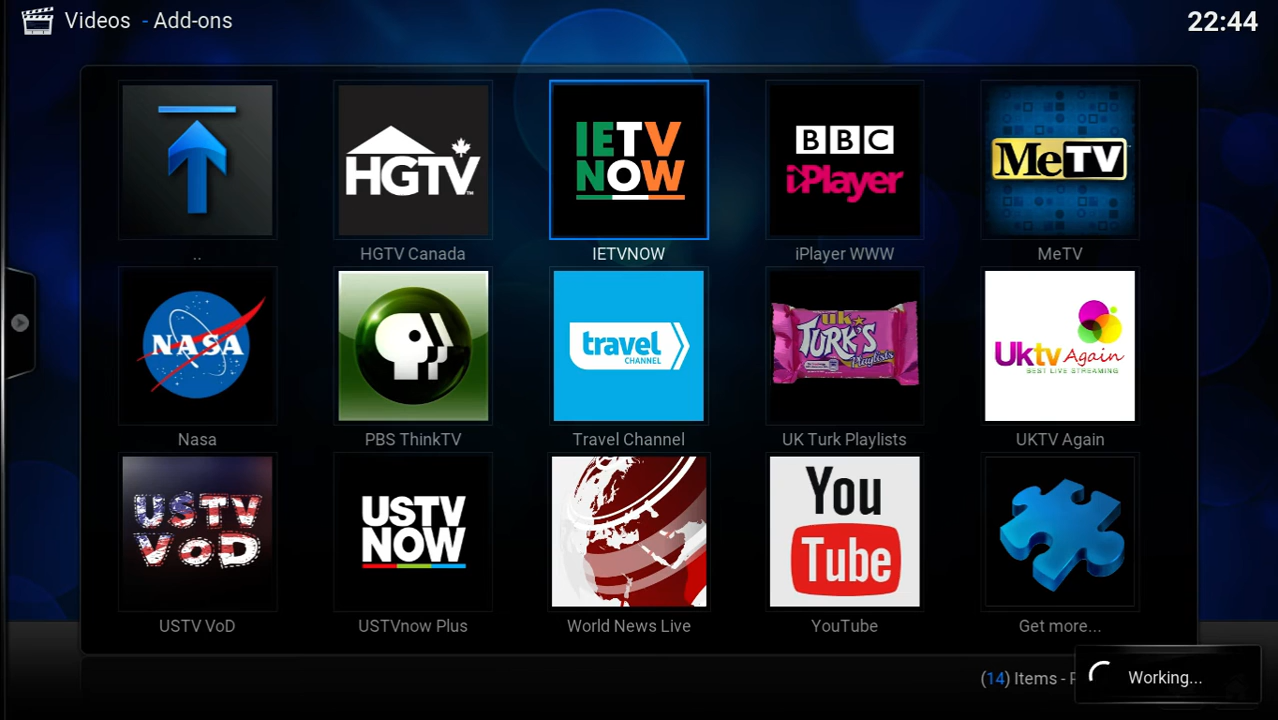 Videos - Add-ons
22:44
HGTV
IETV
NOW
BBC
iPlayer
MeTV
..
HGTV Canada
IETVNOW
iPlayer WWW
MeTV
NASA
travel
CHANNEL
uk
TURK'S
Playlists
Uktv Again
BEST LIVE STREAMING
Nasa
PBS ThinkTV
Travel Channel
UK Turk Playlists
UKTV Again
USTV
VoD
USTV
NOW
You
Tube
USTV VoD
USTVnow Plus
World News Live
YouTube
Get more...
(14) Items -
Working...